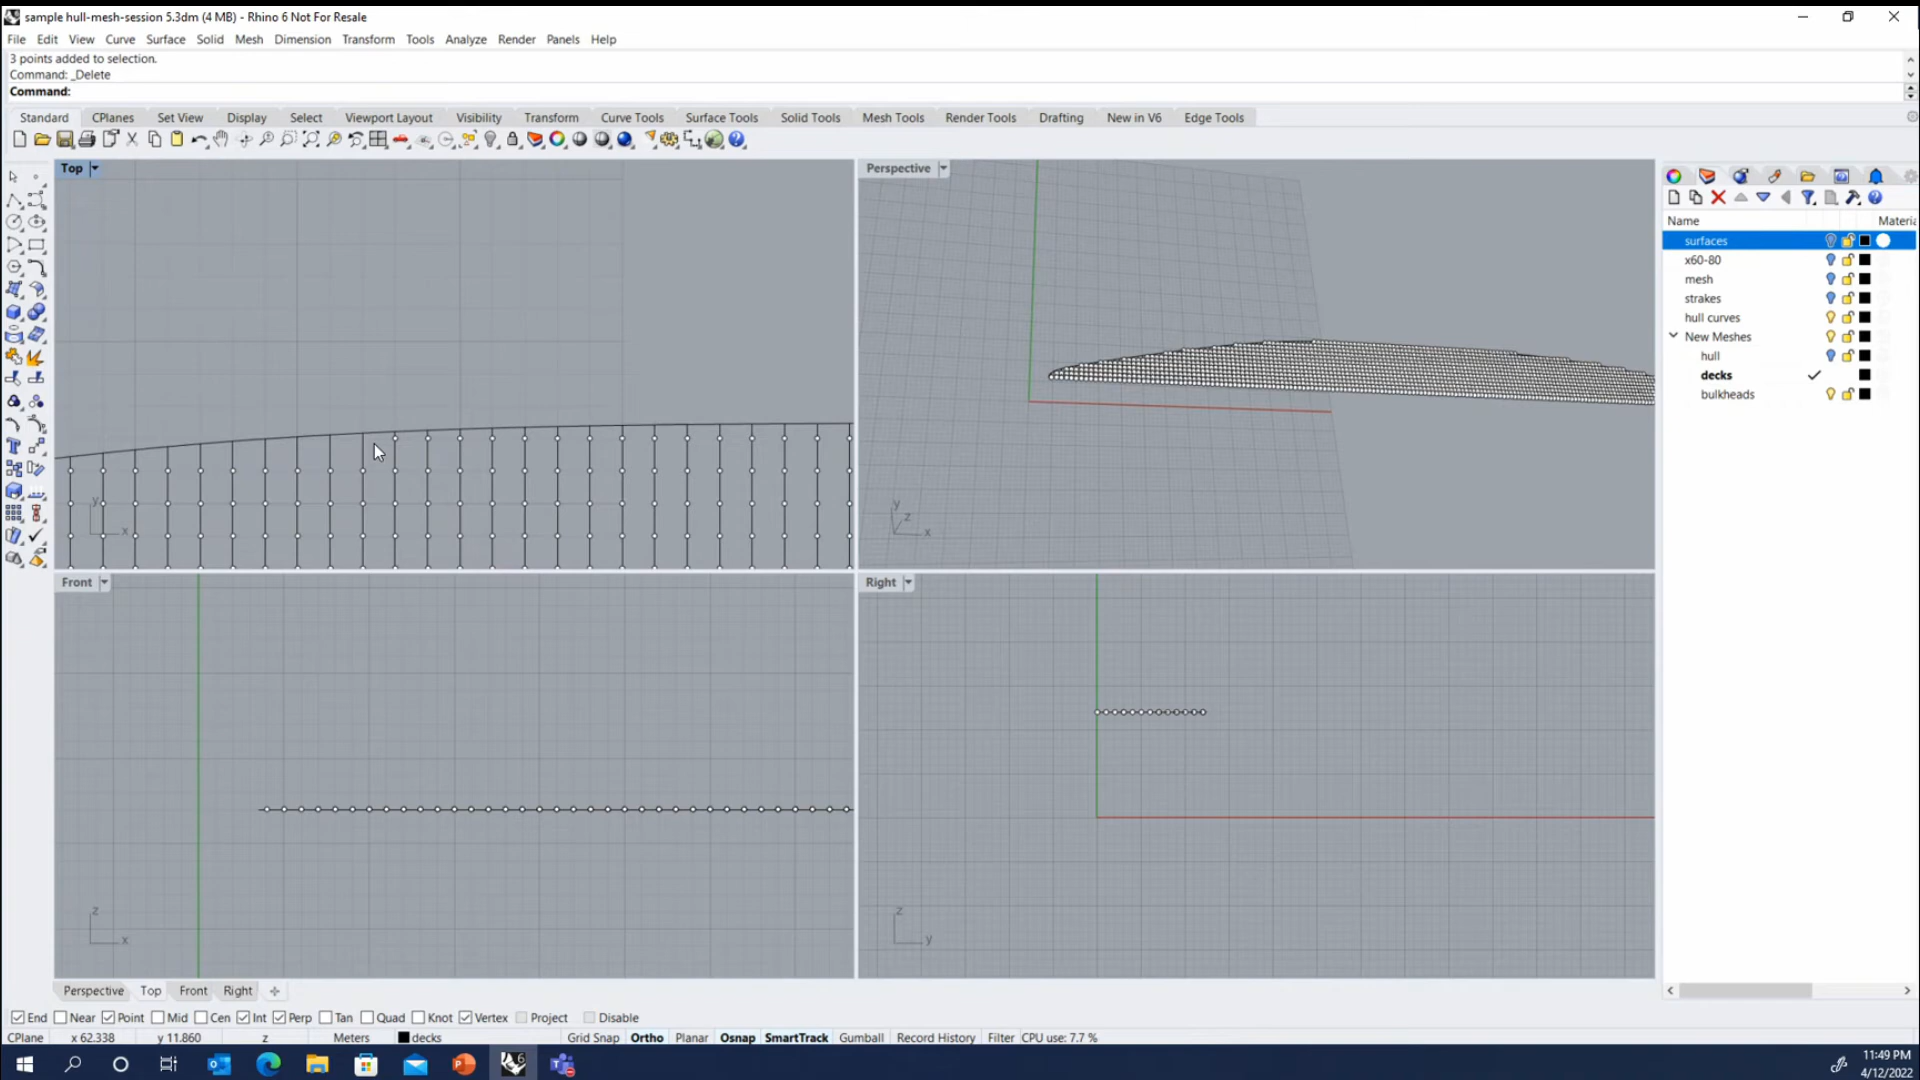 sample hull-mesh-session 5.3dm (4 MB) - Rhino 6 Not For Resale
File Edit View Curve Surface Solid Mesh Dimension Transform Tools Analyze Render Panels Help
3 points added to selection.
Command: _Delete
Command:
Standard CPlanes Set View Display Select Viewport Layout Visibility Transform Curve Tools Surface Tools Solid Tools Mesh Tools Render Tools Drafting New in V6 Edge Tools
Top
Perspective
Name Materia
surfaces
x60-80
mesh
strakes
hull curves
New Meshes
hull
decks
bulkheads
y
x
y
z
x
Front
Right
z
x
z
y
Perspective Top Front Right
End Near Point Mid Cen Int Perp Tan Quad Knot Vertex Project Disable
CPlane x 62.338 y 11.860 z Meters decks Grid Snap Ortho Planar Osnap SmartTrack Gumball Record History Filter CPU use: 7.7 %
11:49 PM
4/12/2022